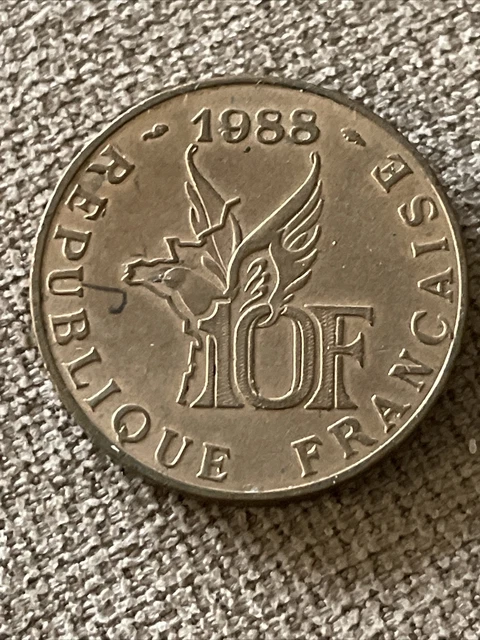 - 1988 -
RÉPUBLIQUE FRANÇAISE
10F